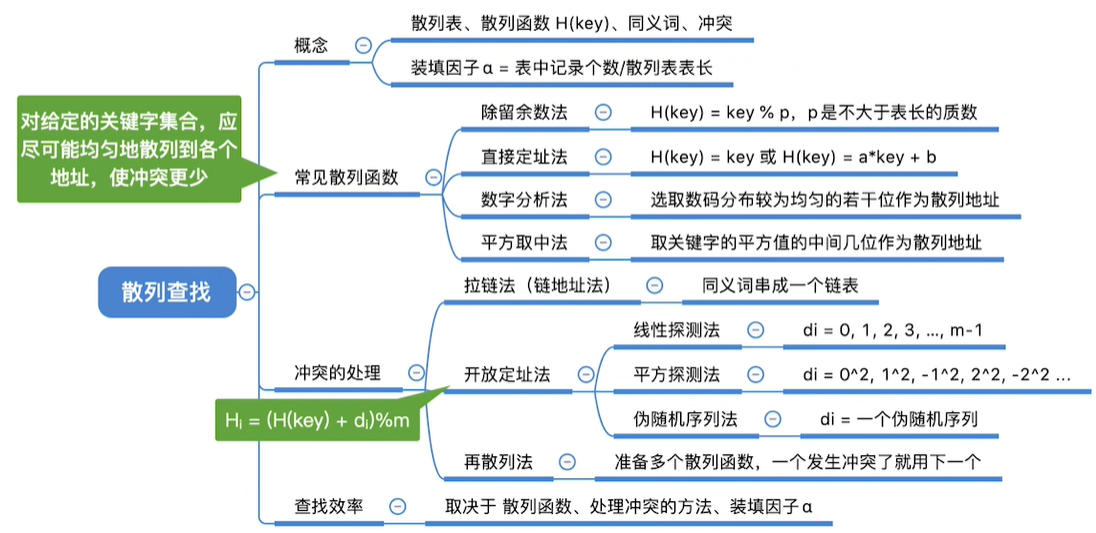 散列查找
概念
散列表、散列函数 H(key)、同义词、冲突
装填因子α = 表中记录个数/散列表表长
对给定的关键字集合，应
尽可能均匀地散列到各个
地址，使冲突更少
常见散列函数
除留余数法
H(key) = key % p，p是不大于表长的质数
直接定址法
H(key) = key 或 H(key) = a*key + b
数字分析法
选取数码分布较为均匀的若干位作为散列地址
平方取中法
取关键字的平方值的中间几位作为散列地址
冲突的处理
拉链法（链地址法）
同义词串成一个链表
开放定址法
Hᵢ = (H(key) + dᵢ)%m
线性探测法
di = 0, 1, 2, 3, ..., m-1
平方探测法
di = 0^2, 1^2, -1^2, 2^2, -2^2 ...
伪随机序列法
di = 一个伪随机序列
再散列法
准备多个散列函数，一个发生冲突了就用下一个
查找效率
取决于 散列函数、处理冲突的方法、装填因子α